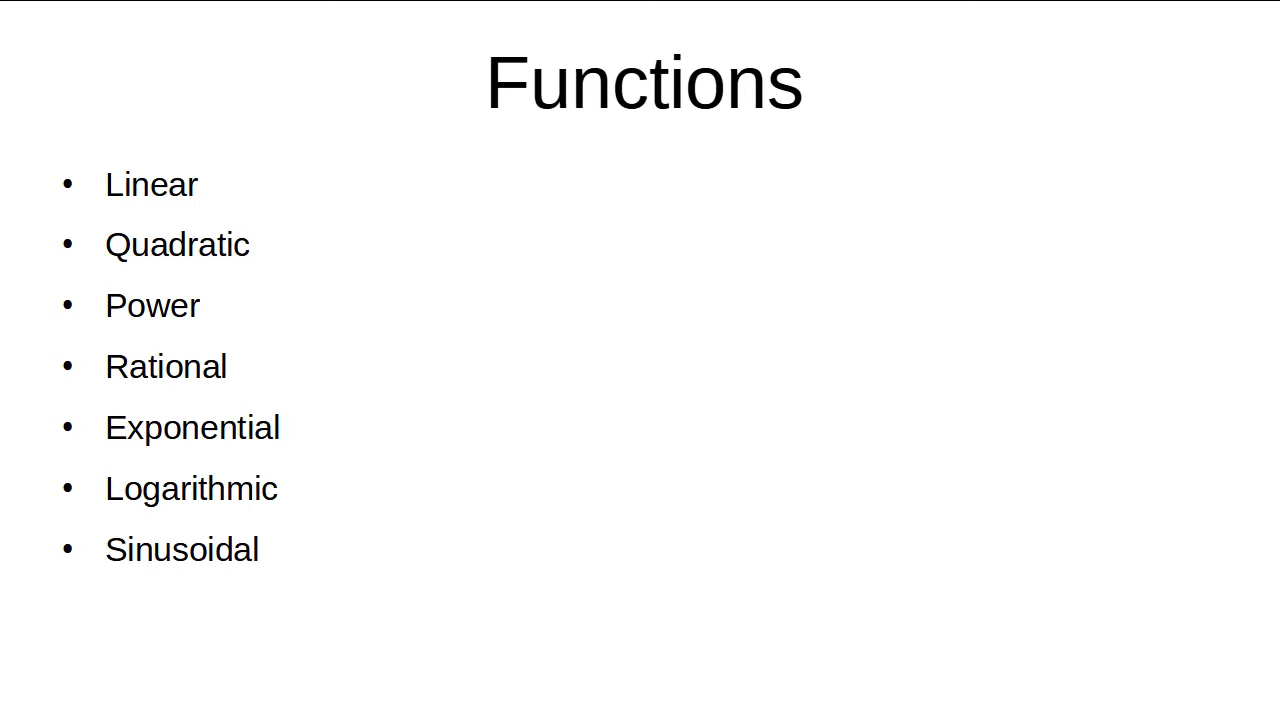 Functions
• Linear
• Quadratic
• Power
• Rational
• Exponential
• Logarithmic
• Sinusoidal